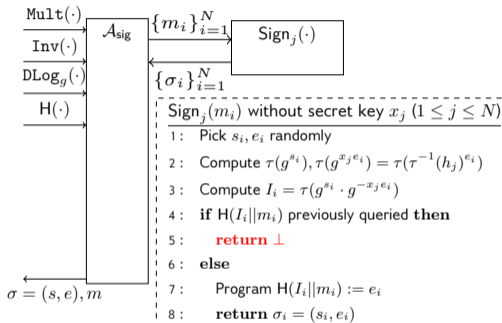 Mult(·)
Inv(·)
DLog_g(·)
H(·)
𝒜_sig
{m_i}_{i=1}^N
Sign_j(·)
{σ_i}_{i=1}^N
Sign_j(m_i) without secret key x_j (1 ≤ j ≤ N)
1 : Pick s_i, e_i randomly
2 : Compute τ(g^{s_i}), τ(g^{x_j e_i}) = τ(τ^{-1}(h_j)^{e_i})
3 : Compute I_i = τ(g^{s_i} · g^{-x_j e_i})
4 : if H(I_i||m_i) previously queried then
5 : return ⊥
6 : else
7 : Program H(I_i||m_i) := e_i
8 : return σ_i = (s_i, e_i)
σ = (s, e), m